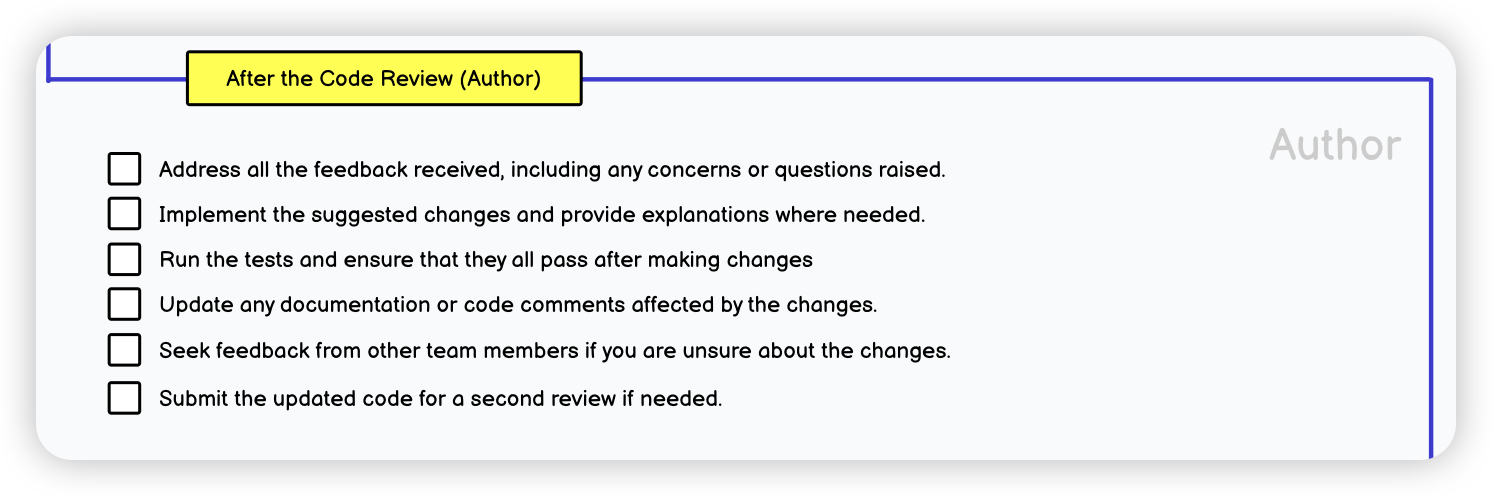 After the Code Review (Author)
Author
Address all the feedback received, including any concerns or questions raised.
Implement the suggested changes and provide explanations where needed.
Run the tests and ensure that they all pass after making changes
Update any documentation or code comments affected by the changes.
Seek feedback from other team members if you are unsure about the changes.
Submit the updated code for a second review if needed.